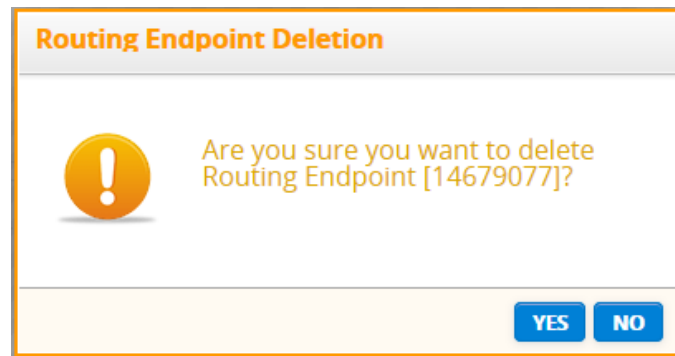 Routing Endpoint Deletion
Are you sure you want to delete
Routing Endpoint [14679077]?
YES NO